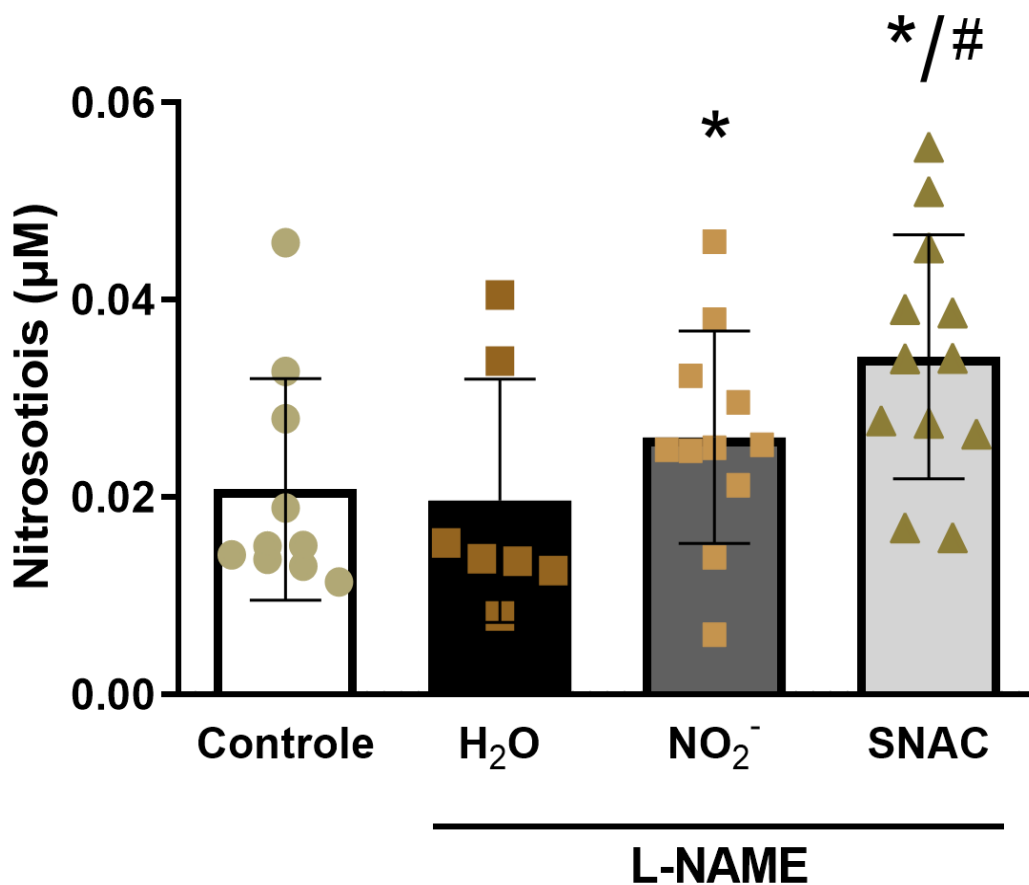 */#
*
0.06
0.04
0.02
0.00
Nitrosotiois (µM)
Controle H₂O NO₂⁻ SNAC
L-NAME